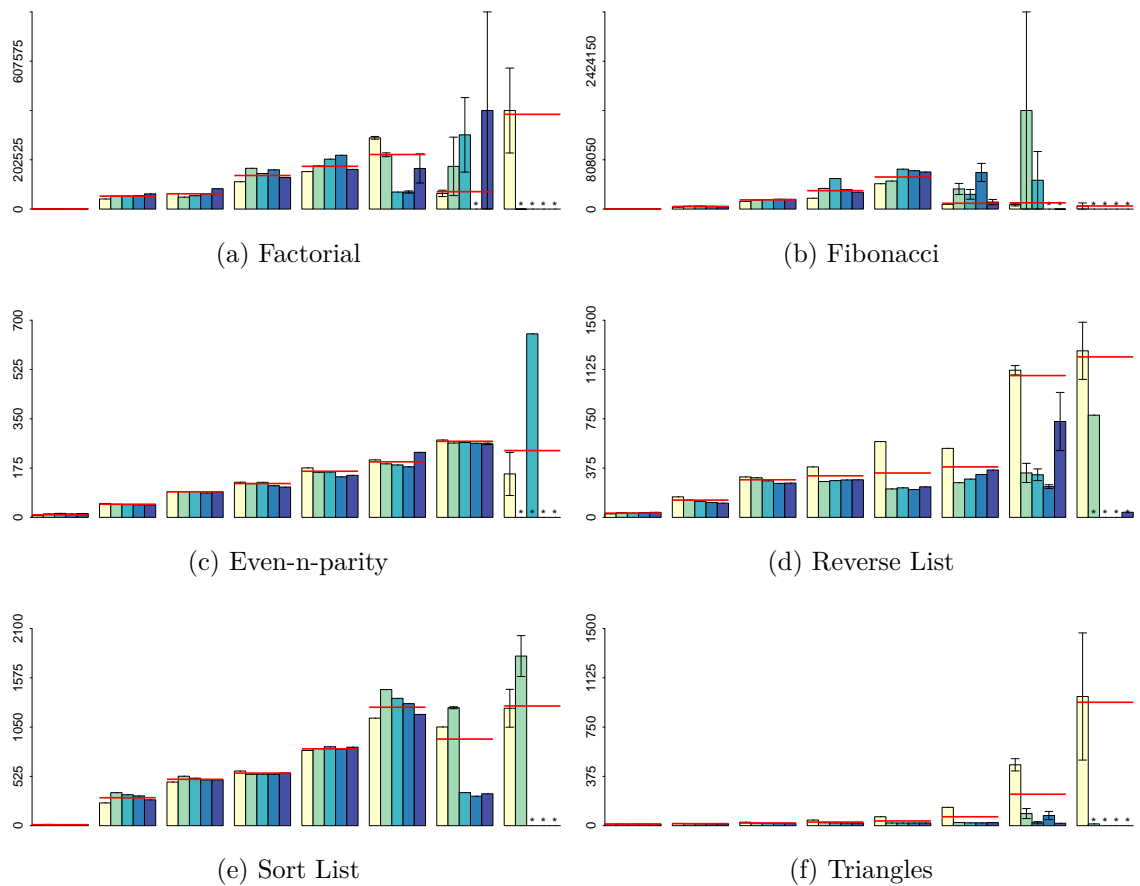 0 202525 607575
* * * * *
(a) Factorial
0 808050 2424150
* * * * * *
(b) Fibonacci
0 175 350 525 700
* * * *
(c) Even-n-parity
0 375 750 1125 1500
* * * *
(d) Reverse List
0 525 1050 1575 2100
* * *
(e) Sort List
0 375 750 1125 1500
* * * *
(f) Triangles